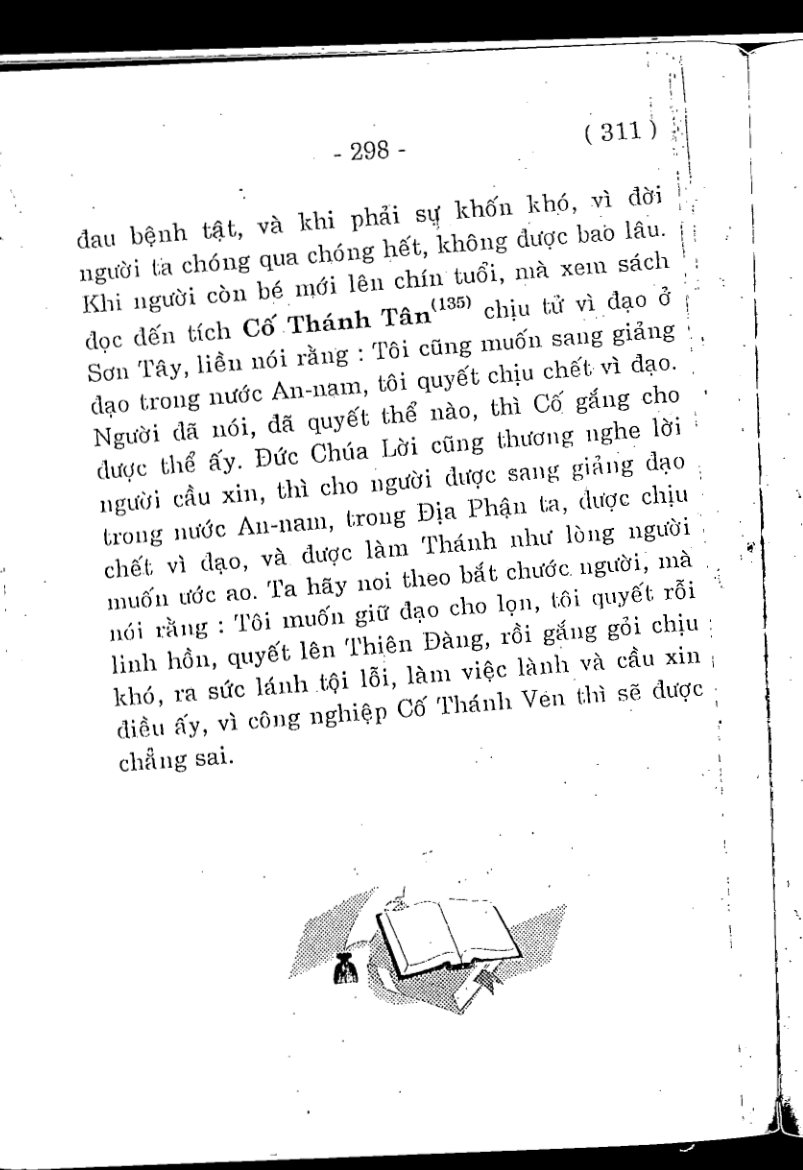 - 298 -
( 311 )
đau bệnh tật, và khi phải sự khốn khó, vì đời
người ta chóng qua chóng hết, không được bao lâu.
Khi người còn bé mới lên chín tuổi, mà xem sách
đọc đến tích Cố Thánh Tân(135) chịu tử vì đạo ở
Sơn Tây, liền nói rằng : Tôi cũng muốn sang giảng
đạo trong nước An-nam, tôi quyết chịu chết vì đạo.
Người đã nói, đã quyết thể nào, thì Cố gắng cho
được thể ấy. Đức Chúa Lời cũng thương nghe lời
người cầu xin, thì cho người được sang giảng đạo
trong nước An-nam, trong Địa Phận ta, được chịu
chết vì đạo, và được làm Thánh như lòng người
muốn ước ao. Ta hãy noi theo bắt chước người, mà
nói rằng : Tôi muốn giữ đạo cho lọn, tôi quyết rỗi
linh hồn, quyết lên Thiên Đàng, rồi gắng gỏi chịu
khó, ra sức lánh tội lỗi, làm việc lành và cầu xin
điều ấy, vì công nghiệp Cố Thánh Ven thì sẽ được
chẳng sai.